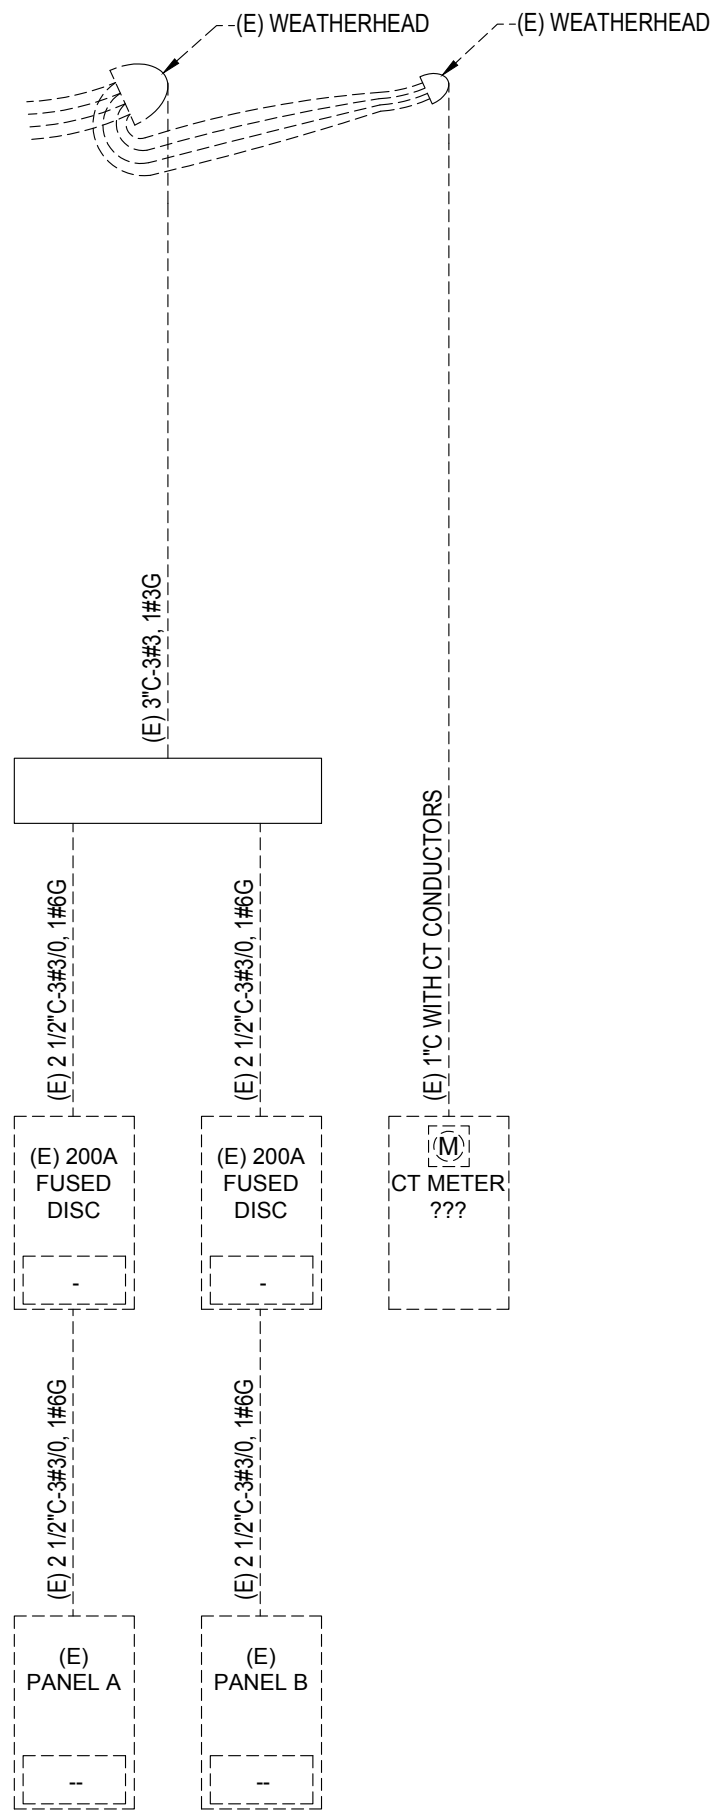 (E) WEATHERHEAD
(E) WEATHERHEAD
(E) 3"C-3#3, 1#3G
(E) 2 1/2"C-3#3/0, 1#6G
(E) 2 1/2"C-3#3/0, 1#6G
(E) 1"C WITH CT CONDUCTORS
(E) 200A
FUSED
DISC
-
(E) 200A
FUSED
DISC
-
M
CT METER
???
(E) 2 1/2"C-3#3/0, 1#6G
(E) 2 1/2"C-3#3/0, 1#6G
(E)
PANEL A
--
(E)
PANEL B
--